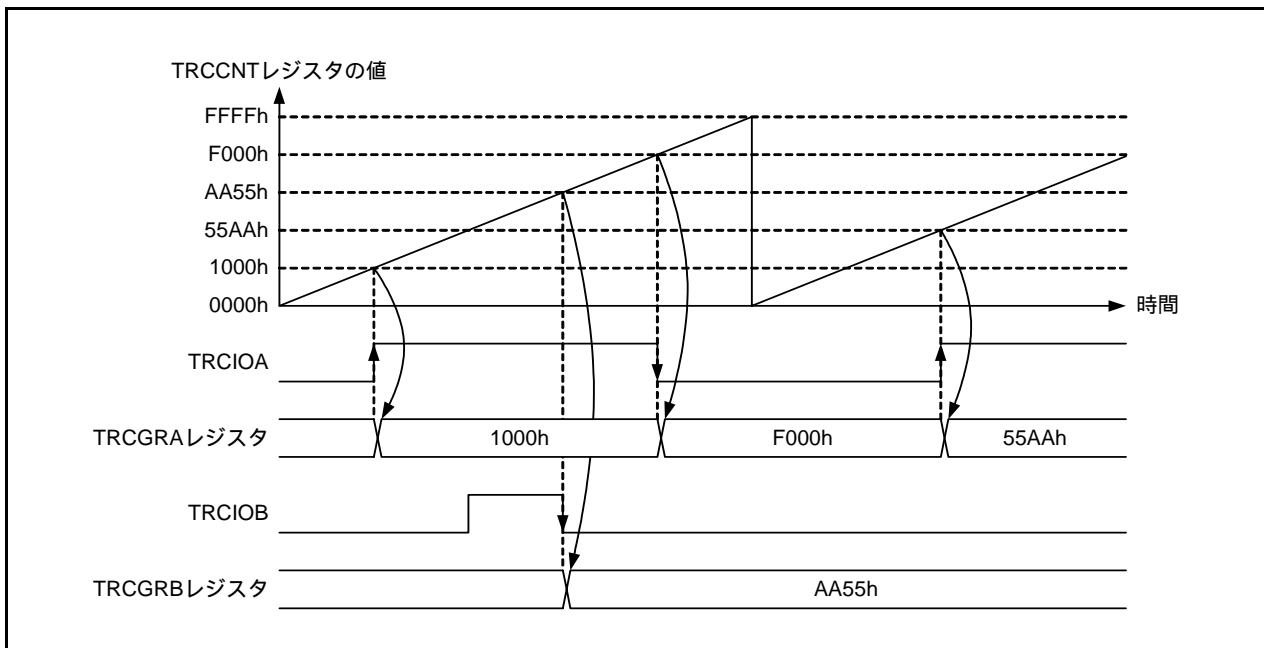 TRCCNTレジスタの値
FFFFh
F000h
AA55h
55AAh
1000h
0000h
時間
TRCIOA
TRCGRAレジスタ
1000h
F000h
55AAh
TRCIOB
TRCGRBレジスタ
AA55h